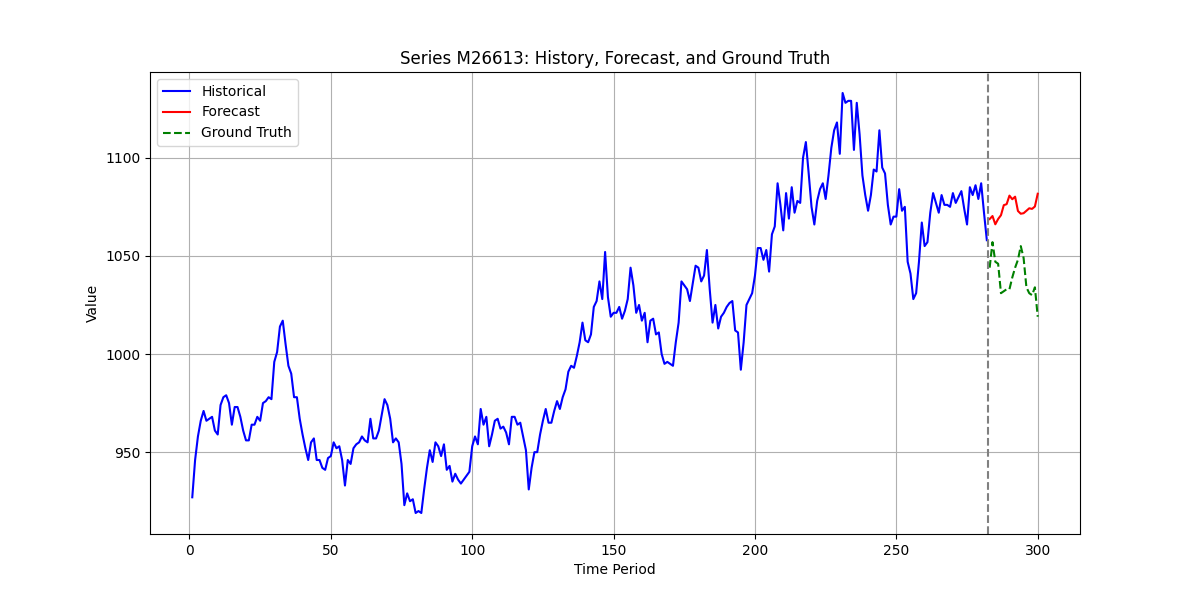 Series M26613: History, Forecast, and Ground Truth
Historical
Forecast
Ground Truth
Value
1100
1050
1000
950
0 50 100 150 200 250 300
Time Period